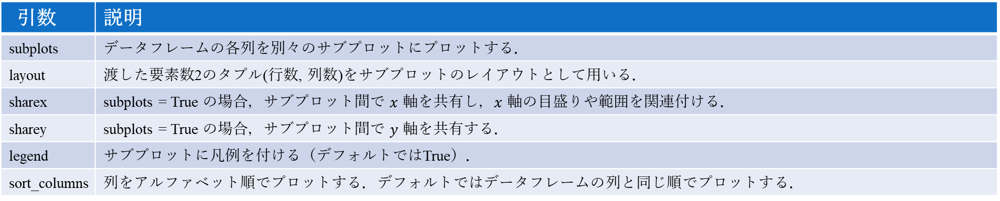 引数 説明
subplots データフレームの各列を別々のサブプロットにプロットする．
layout 渡した要素数2のタプル(行数, 列数)をサブプロットのレイアウトとして用いる．
sharex subplots = True の場合，サブプロット間で x 軸を共有し，x 軸の目盛りや範囲を関連付ける．
sharey subplots = True の場合，サブプロット間で y 軸を共有する．
legend サブプロットに凡例を付ける（デフォルトではTrue）．
sort_columns 列をアルファベット順でプロットする．デフォルトではデータフレームの列と同じ順でプロットする．